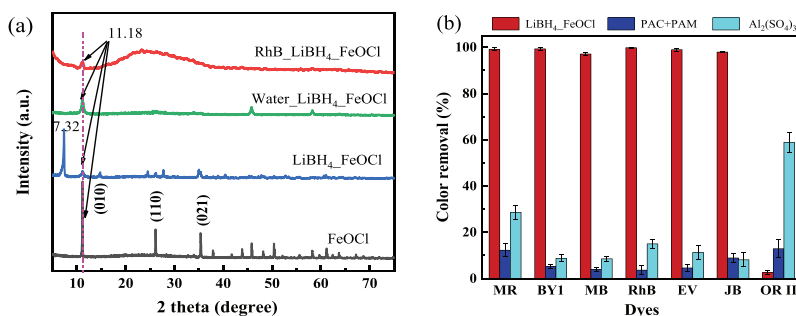 (a)
11.18
RhB_LiBH₄_FeOCl
Water_LiBH₄_FeOCl
7.32
LiBH₄_FeOCl
(010)
(110)
(021)
FeOCl
Intensity (a.u.)
10 20 30 40 50 60 70
2 theta (degree)
(b)
LiBH₄_FeOCl PAC+PAM Al₂(SO₄)₃
100
80
60
40
20
0
Color removal (%)
MR BY1 MB RhB EV JB OR II
Dyes